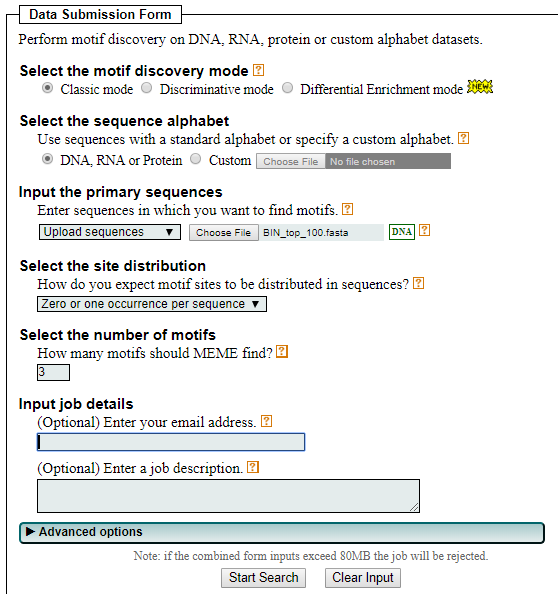 Data Submission Form
Perform motif discovery on DNA, RNA, protein or custom alphabet datasets.
Select the motif discovery mode ?
Classic mode Discriminative mode Differential Enrichment mode NEW
Select the sequence alphabet
Use sequences with a standard alphabet or specify a custom alphabet. ?
DNA, RNA or Protein Custom Choose File No file chosen
Input the primary sequences
Enter sequences in which you want to find motifs. ?
Upload sequences ▼ Choose File BIN_top_100.fasta DNA ?
Select the site distribution
How do you expect motif sites to be distributed in sequences? ?
Zero or one occurrence per sequence ▼
Select the number of motifs
How many motifs should MEME find? ?
3
Input job details
(Optional) Enter your email address. ?
(Optional) Enter a job description. ?
▶ Advanced options
Note: if the combined form inputs exceed 80MB the job will be rejected.
Start Search Clear Input